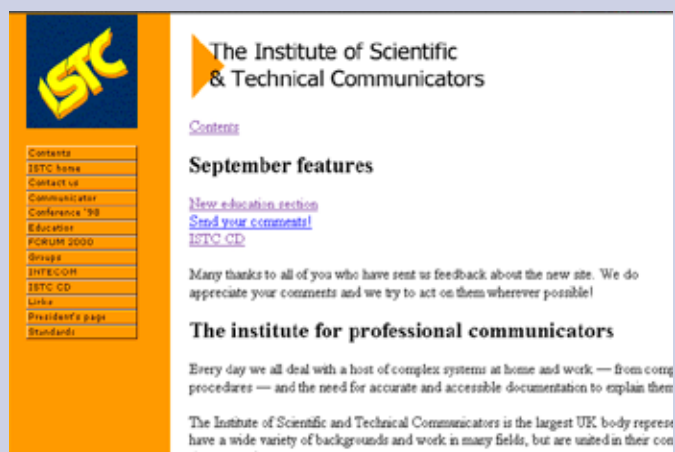 ISTC
The Institute of Scientific
& Technical Communicators
Contents
ISTC home
Contact us
Communicator
Conference '98
Education
FORUM 2000
Groups
INTECOM
ISTC CD
Links
President's page
Standards
Contents
September features
New education section
Send your comments!
ISTC CD
Many thanks to all of you who have sent us feedback about the new site. We do
appreciate your comments and we try to act on them wherever possible!
The institute for professional communicators
Every day we all deal with a host of complex systems at home and work — from comp
procedures — and the need for accurate and accessible documentation to explain them
The Institute of Scientific and Technical Communicators is the largest UK body represe
have a wide variety of backgrounds and work in many fields, but are united in their con